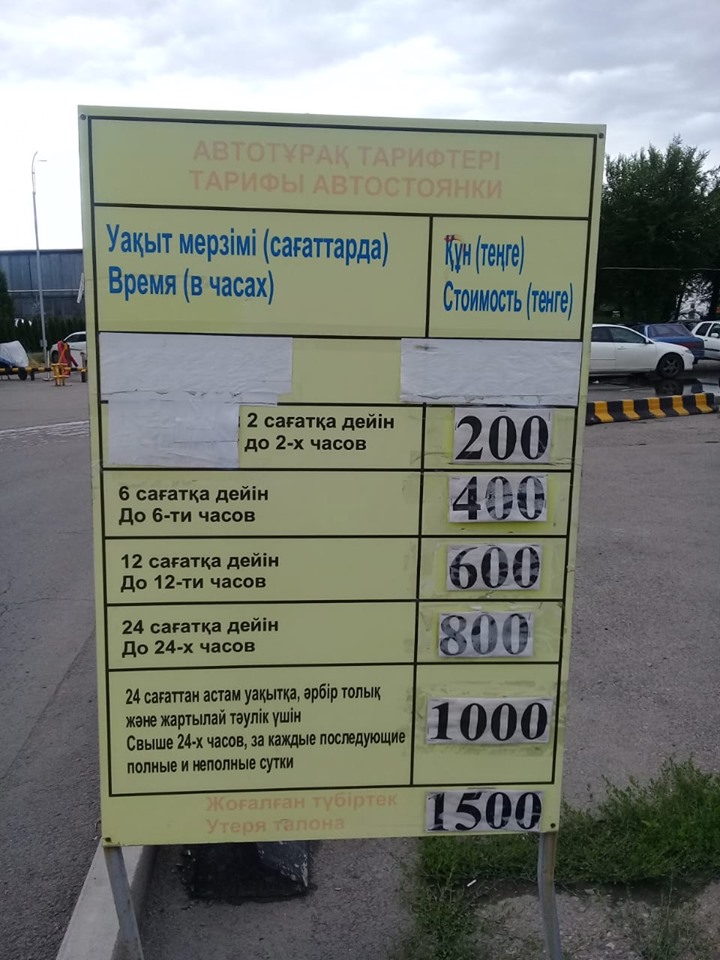 АВТОТҰРАҚ ТАРИФТЕРІ
ТАРИФЫ АВТОСТОЯНКИ
Уақыт мерзімі (сағаттарда)
Время (в часах)
Құн (теңге)
Стоимость (тенге)
2 сағатқа дейін
до 2-х часов
200
6 сағатқа дейін
До 6-ти часов
400
12 сағатқа дейін
До 12-ти часов
600
24 сағатқа дейін
До 24-х часов
800
24 сағаттан астам уақытқа, әрбір толық
және жартылай тәулік үшін
Свыше 24-х часов, за каждые последующие
полные и неполные сутки
1000
Жоғалған түбіртек
Утеря талона
1500